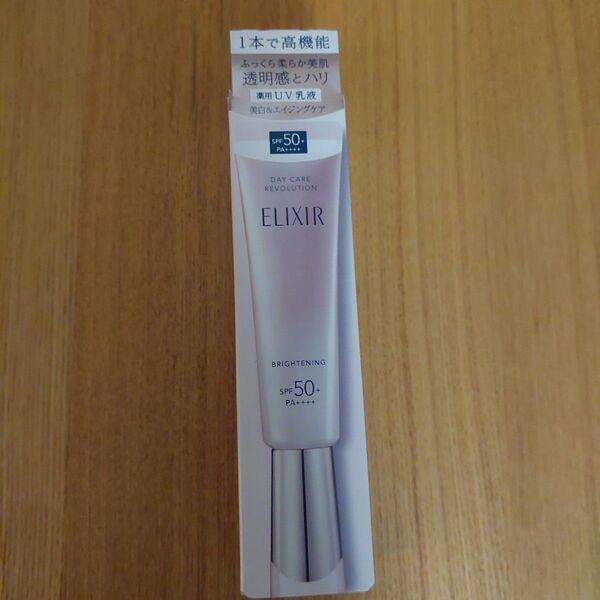 1本で高機能
ふっくら柔らか美肌
透明感とハリ
薬用UV乳液
美白&エイジングケア
SPF50+
PA++++
DAY CARE
REVOLUTION
ELIXIR
BRIGHTENING
SPF50+
PA++++